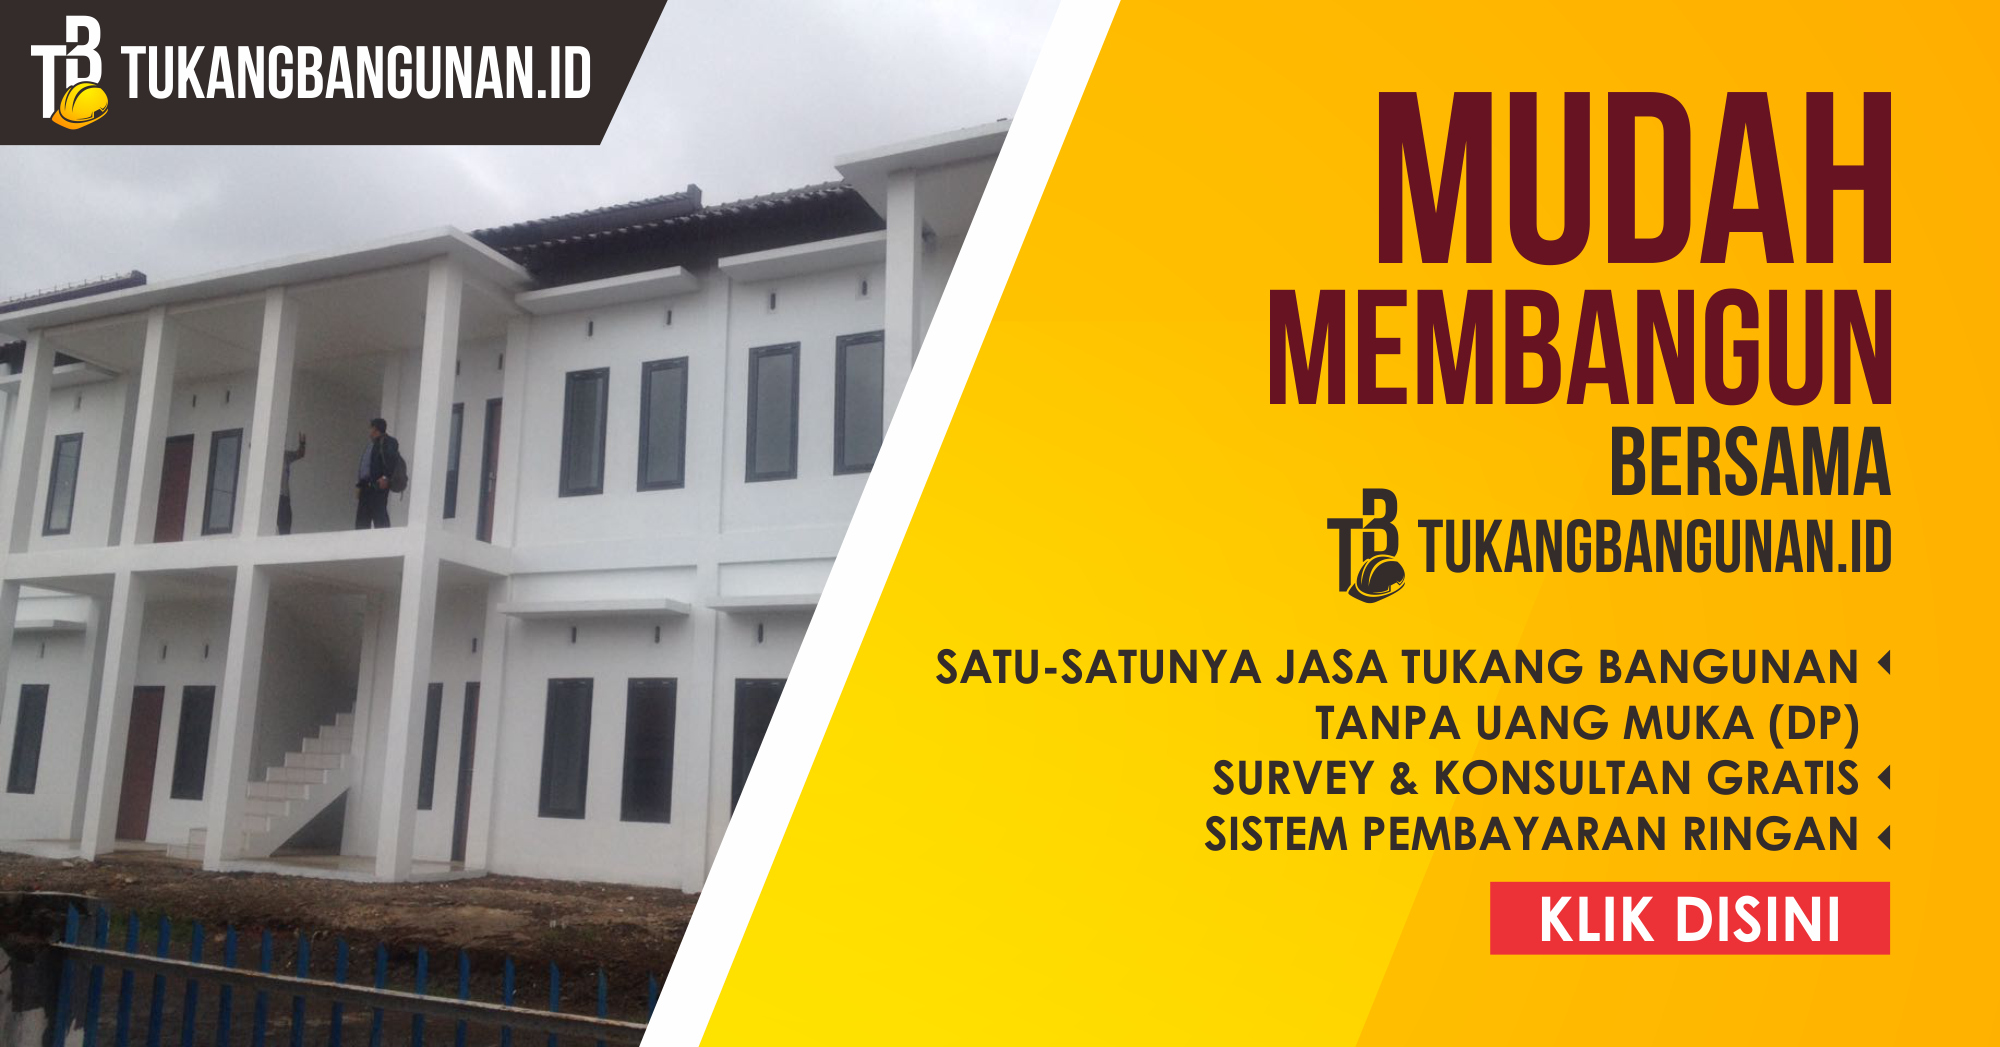 TB TUKANGBANGUNAN.ID
MUDAH
MEMBANGUN
BERSAMA
TB TUKANGBANGUNAN.ID
SATU-SATUNYA JASA TUKANG BANGUNAN
TANPA UANG MUKA (DP)
SURVEY & KONSULTAN GRATIS
SISTEM PEMBAYARAN RINGAN
KLIK DISINI